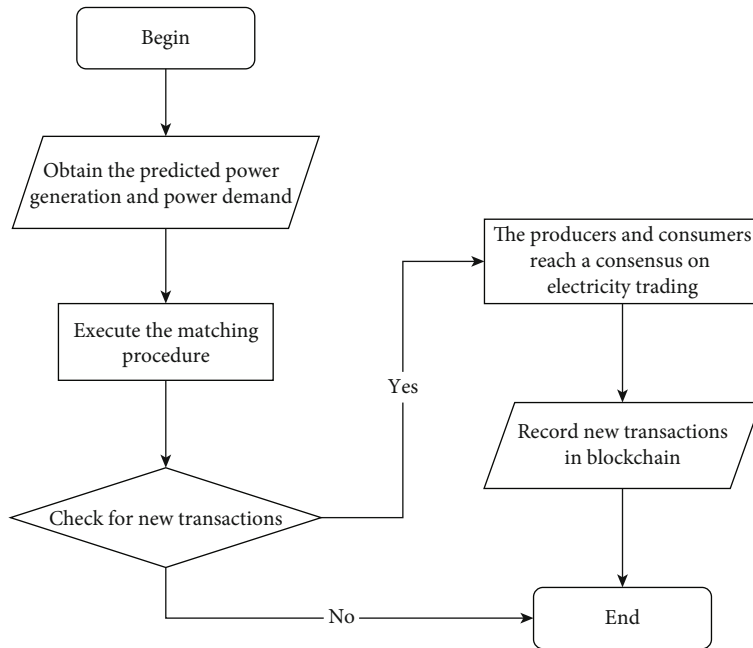 Begin
Obtain the predicted power
generation and power demand
Execute the matching
procedure
Check for new transactions
Yes
No
The producers and consumers
reach a consensus on
electricity trading
Record new transactions
in blockchain
End